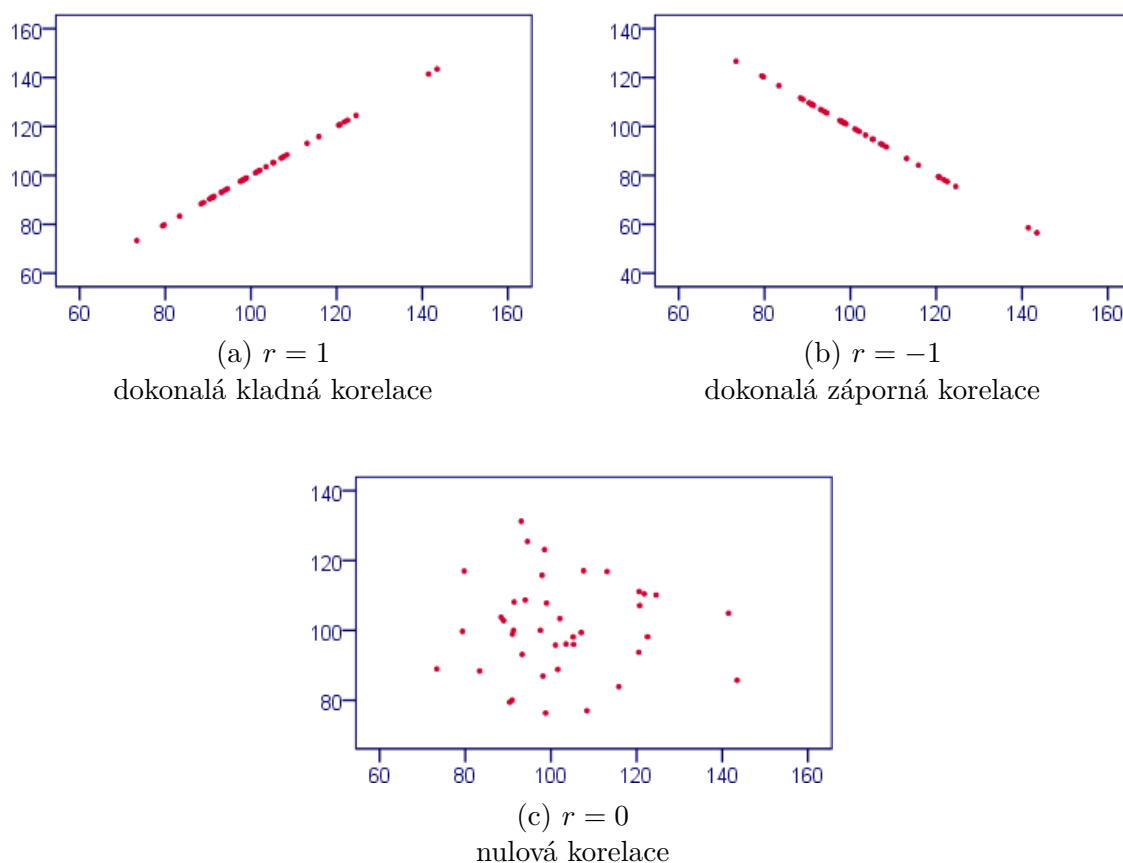 160
140
120
100
80
60
60 80 100 120 140 160
(a) r = 1
dokonalá kladná korelace
140
120
100
80
60
40
60 80 100 120 140 160
(b) r = −1
dokonalá záporná korelace
140
120
100
80
60 80 100 120 140 160
(c) r = 0
nulová korelace